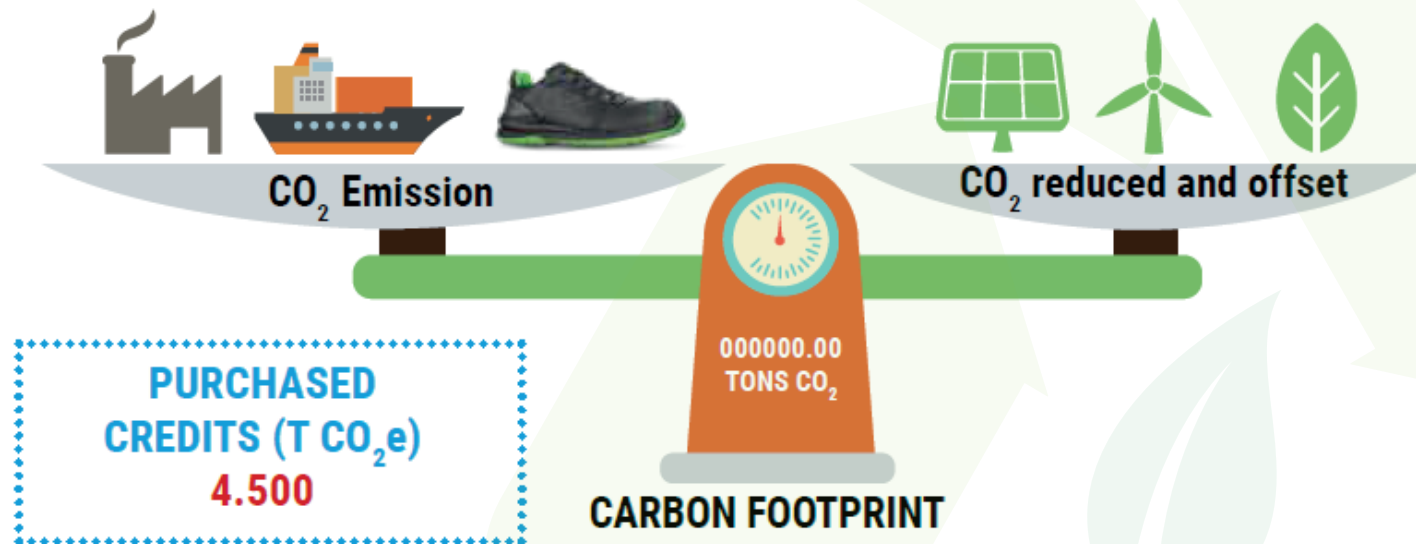 CO₂ Emission
CO₂ reduced and offset
000000.00
TONS CO₂
PURCHASED
CREDITS (T CO₂e)
4.500
CARBON FOOTPRINT